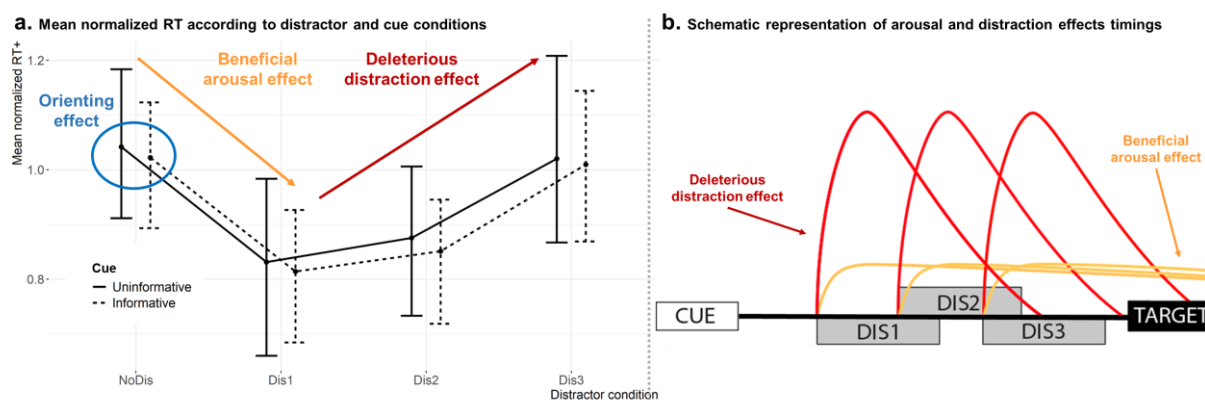 a. Mean normalized RT according to distractor and cue conditions
Mean normalized RT+
1.2
1.0
0.8
Orienting
effect
Beneficial
arousal effect
Deleterious
distraction effect
Cue
Uninformative
Informative
NoDis
Dis1
Dis2
Dis3
Distractor condition
b. Schematic representation of arousal and distraction effects timings
Beneficial
arousal effect
Deleterious
distraction effect
CUE
DIS1
DIS2
DIS3
TARGET